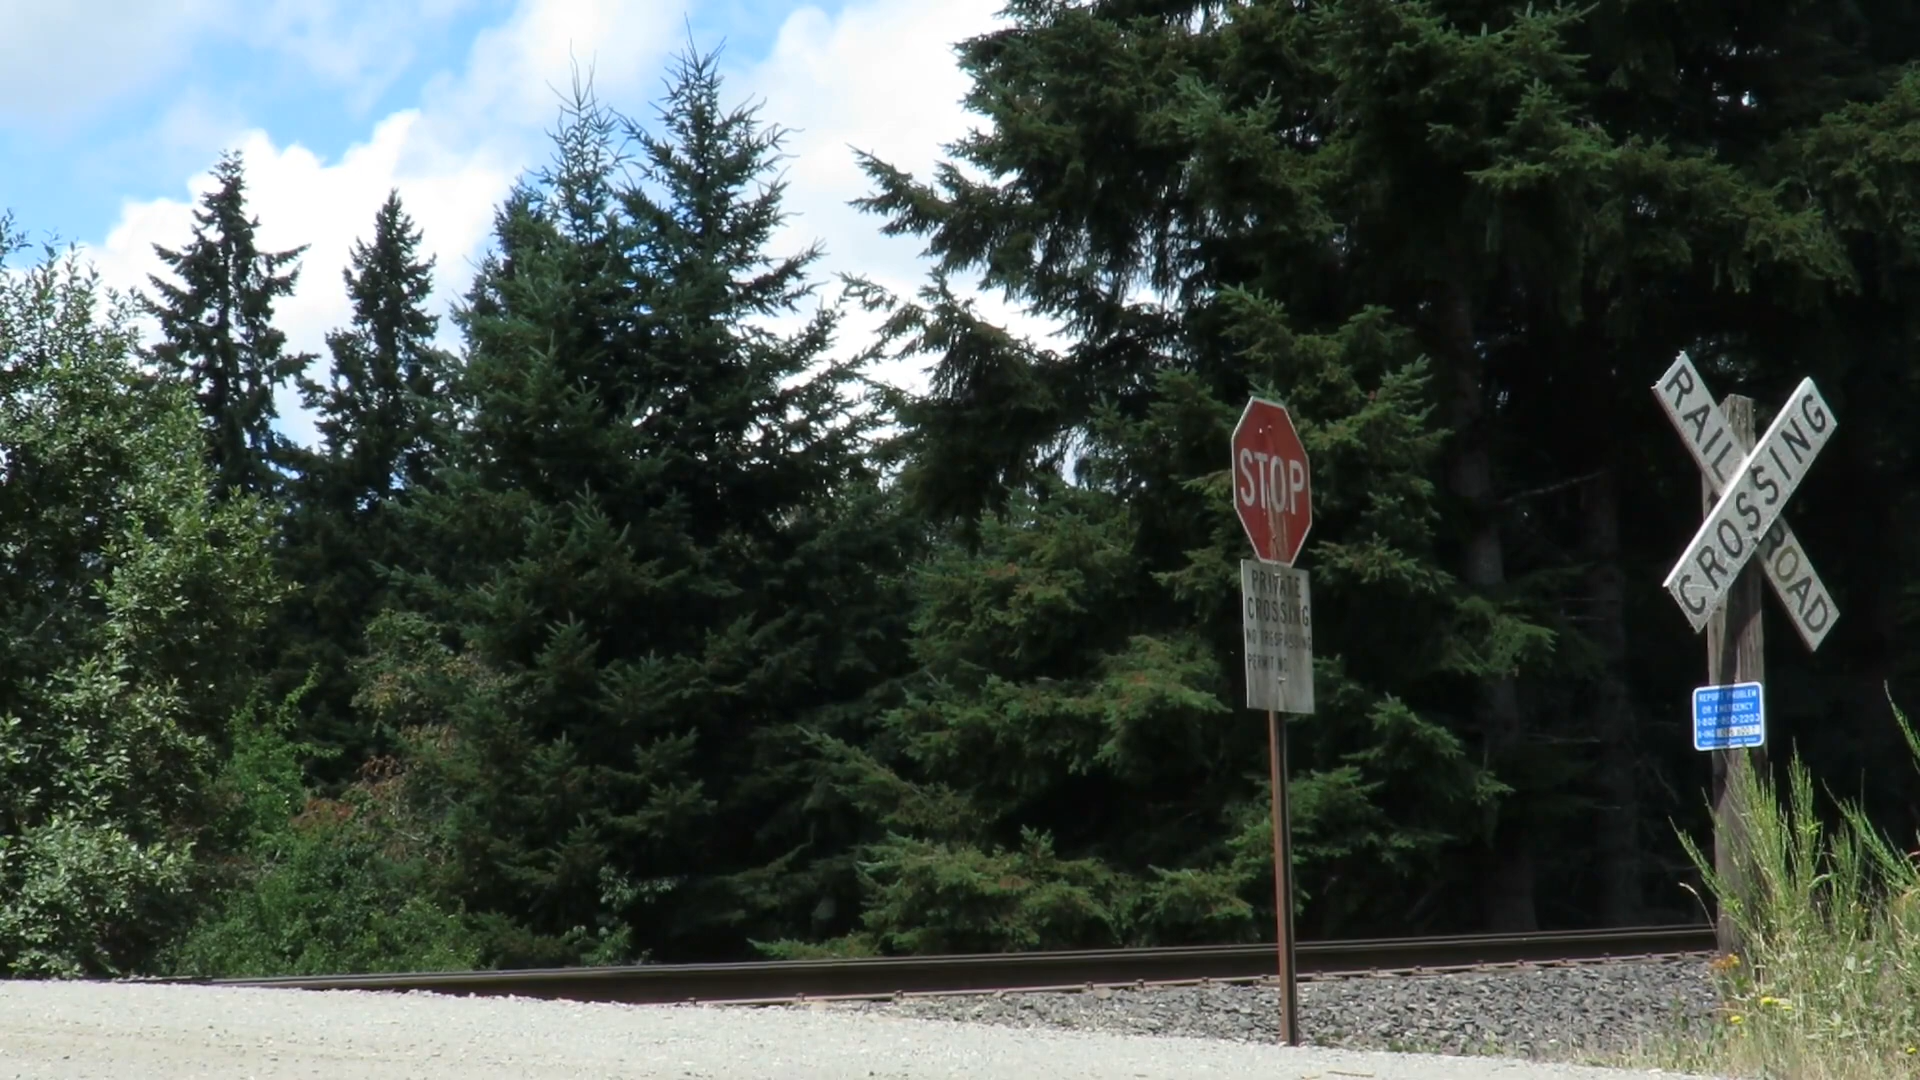 STOP
PRIVATE
CROSSING
NO TRESPASSING
PERMIT NO.
RAILROAD
CROSSING
REPORT PROBLEM
OR EMERGENCY